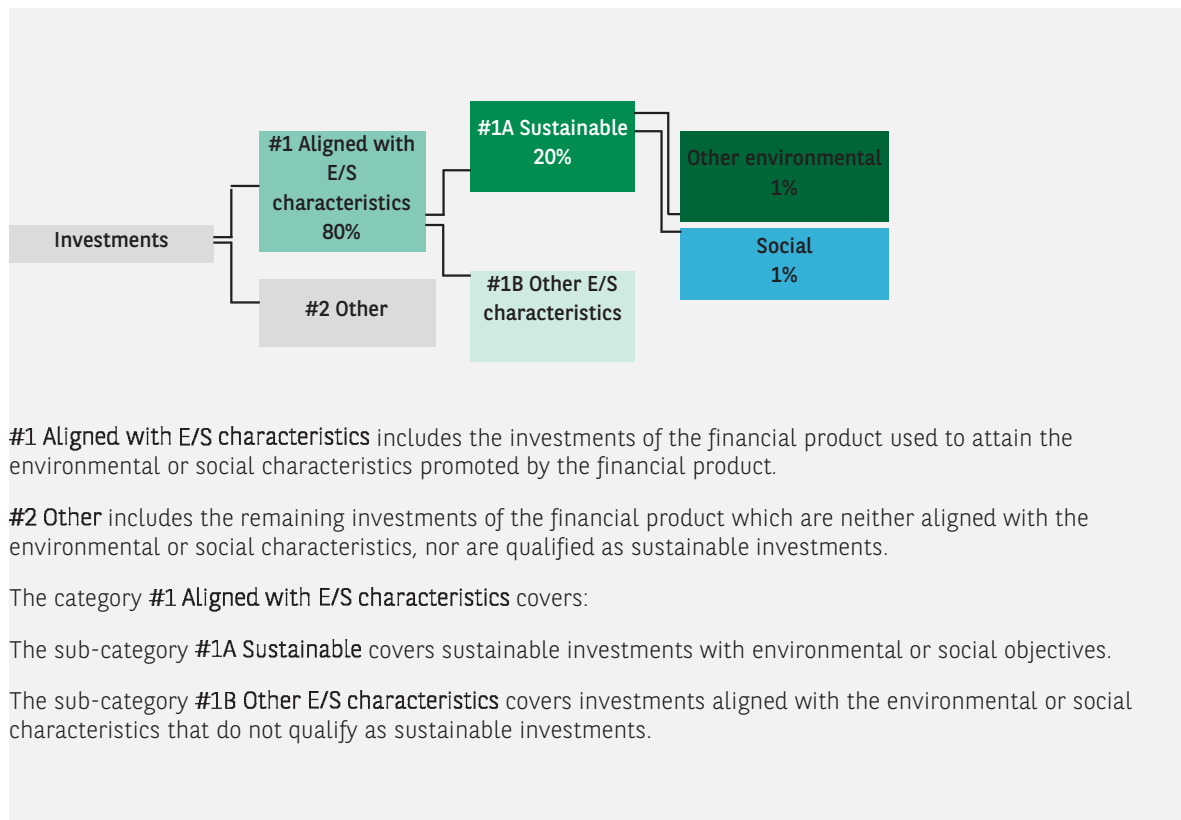 Investments
#1 Aligned with
E/S
characteristics
80%
#2 Other
#1A Sustainable
20%
#1B Other E/S
characteristics
Other environmental
1%
Social
1%
#1 Aligned with E/S characteristics includes the investments of the financial product used to attain the
environmental or social characteristics promoted by the financial product.
#2 Other includes the remaining investments of the financial product which are neither aligned with the
environmental or social characteristics, nor are qualified as sustainable investments.
The category #1 Aligned with E/S characteristics covers:
The sub-category #1A Sustainable covers sustainable investments with environmental or social objectives.
The sub-category #1B Other E/S characteristics covers investments aligned with the environmental or social
characteristics that do not qualify as sustainable investments.